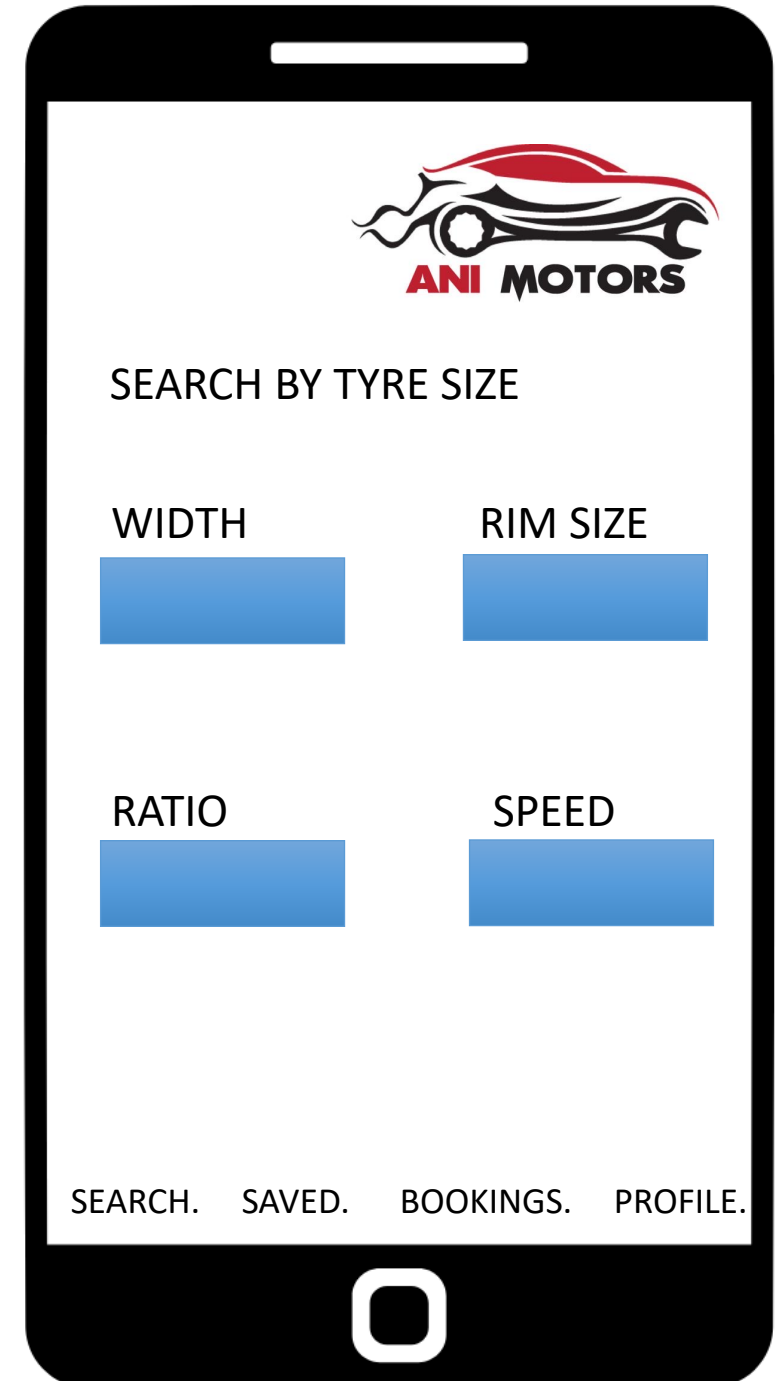 ANI MOTORS
SEARCH BY TYRE SIZE
WIDTH RIM SIZE
RATIO SPEED
SEARCH. SAVED. BOOKINGS. PROFILE.